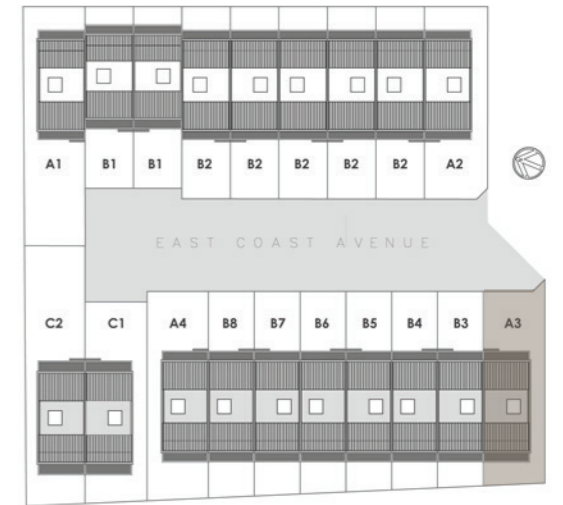 A1 B1 B1 B2 B2 B2 B2 B2 A2
EAST COAST AVENUE
C2 C1 A4 B8 B7 B6 B5 B4 B3 A3